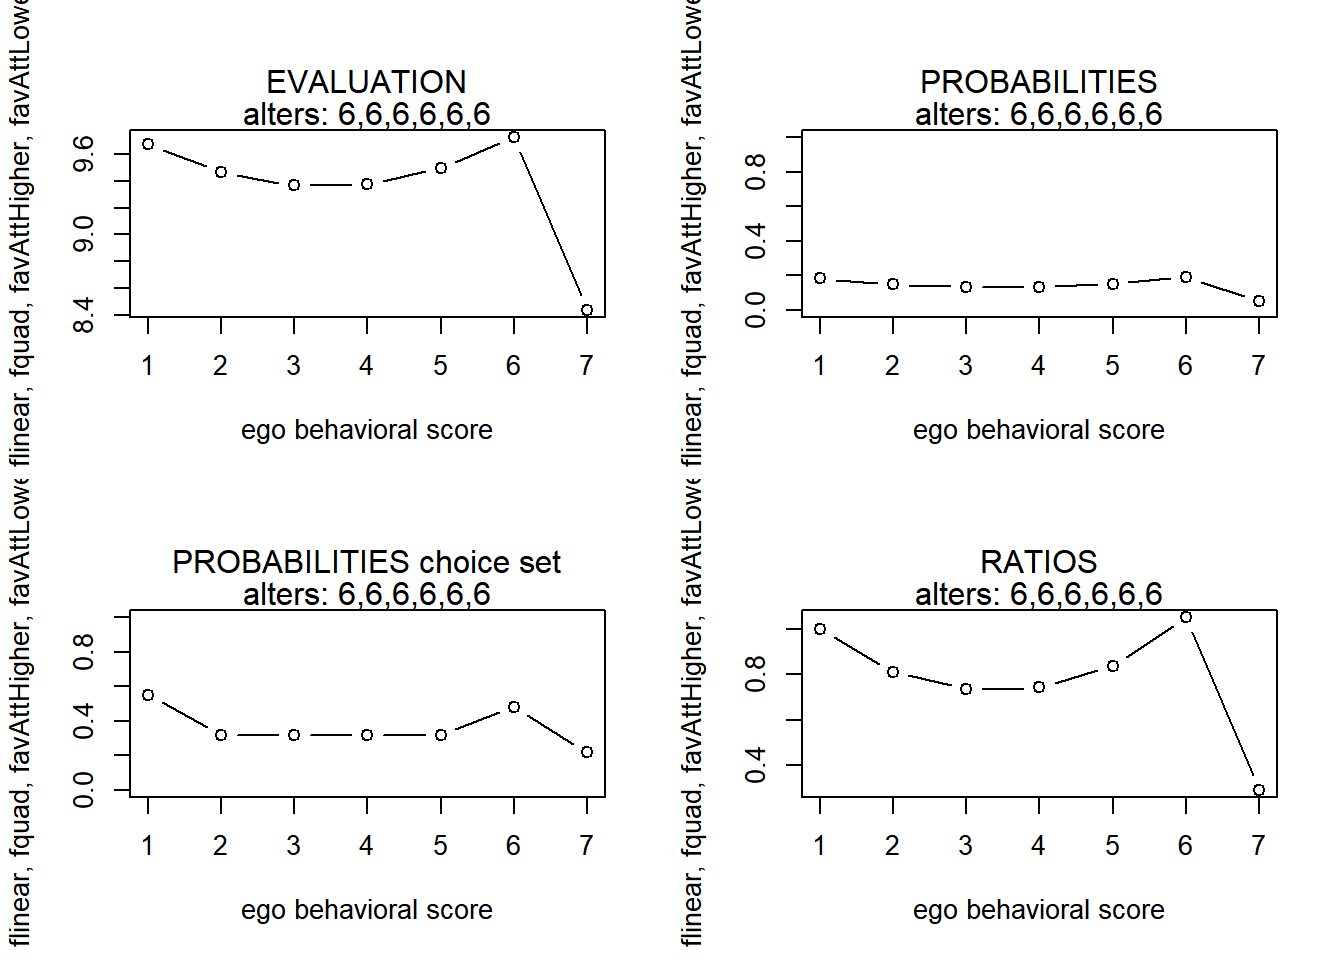 EVALUATION
alters: 6,6,6,6,6,6
flinear, fquad, favAttHigher, favAttLowe
9.6
9.0
8.4
1 2 3 4 5 6 7
ego behavioral score
PROBABILITIES
alters: 6,6,6,6,6,6
flinear, fquad, favAttHigher, favAttLowe
0.8
0.4
0.0
1 2 3 4 5 6 7
ego behavioral score
PROBABILITIES choice set
alters: 6,6,6,6,6,6
flinear, fquad, favAttHigher, favAttLowe
0.8
0.4
0.0
1 2 3 4 5 6 7
ego behavioral score
RATIOS
alters: 6,6,6,6,6,6
flinear, fquad, favAttHigher, favAttLowe
0.8
0.4
1 2 3 4 5 6 7
ego behavioral score